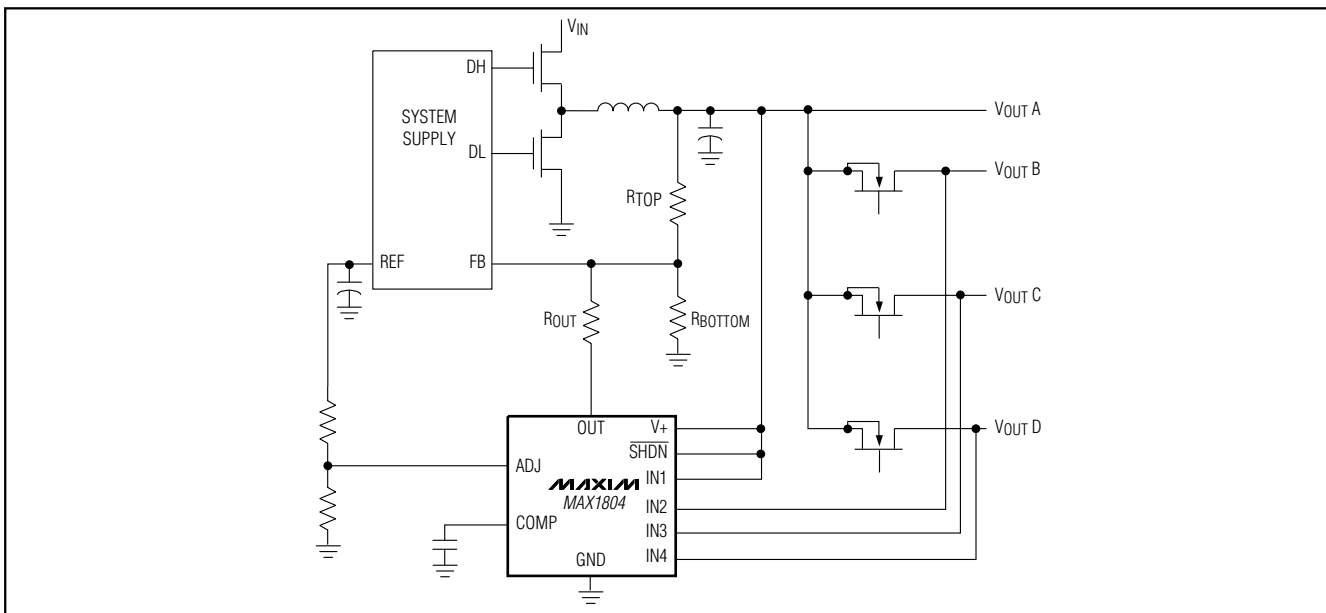 VIN
DH
SYSTEM
SUPPLY
DL
VOUT A
VOUT B
RTOP
REF
FB
VOUT C
ROUT
RBOTTOM
VOUT D
OUT
V+
SHDN
ADJ
IN1
MAXIM
MAX1804
IN2
COMP
IN3
GND
IN4